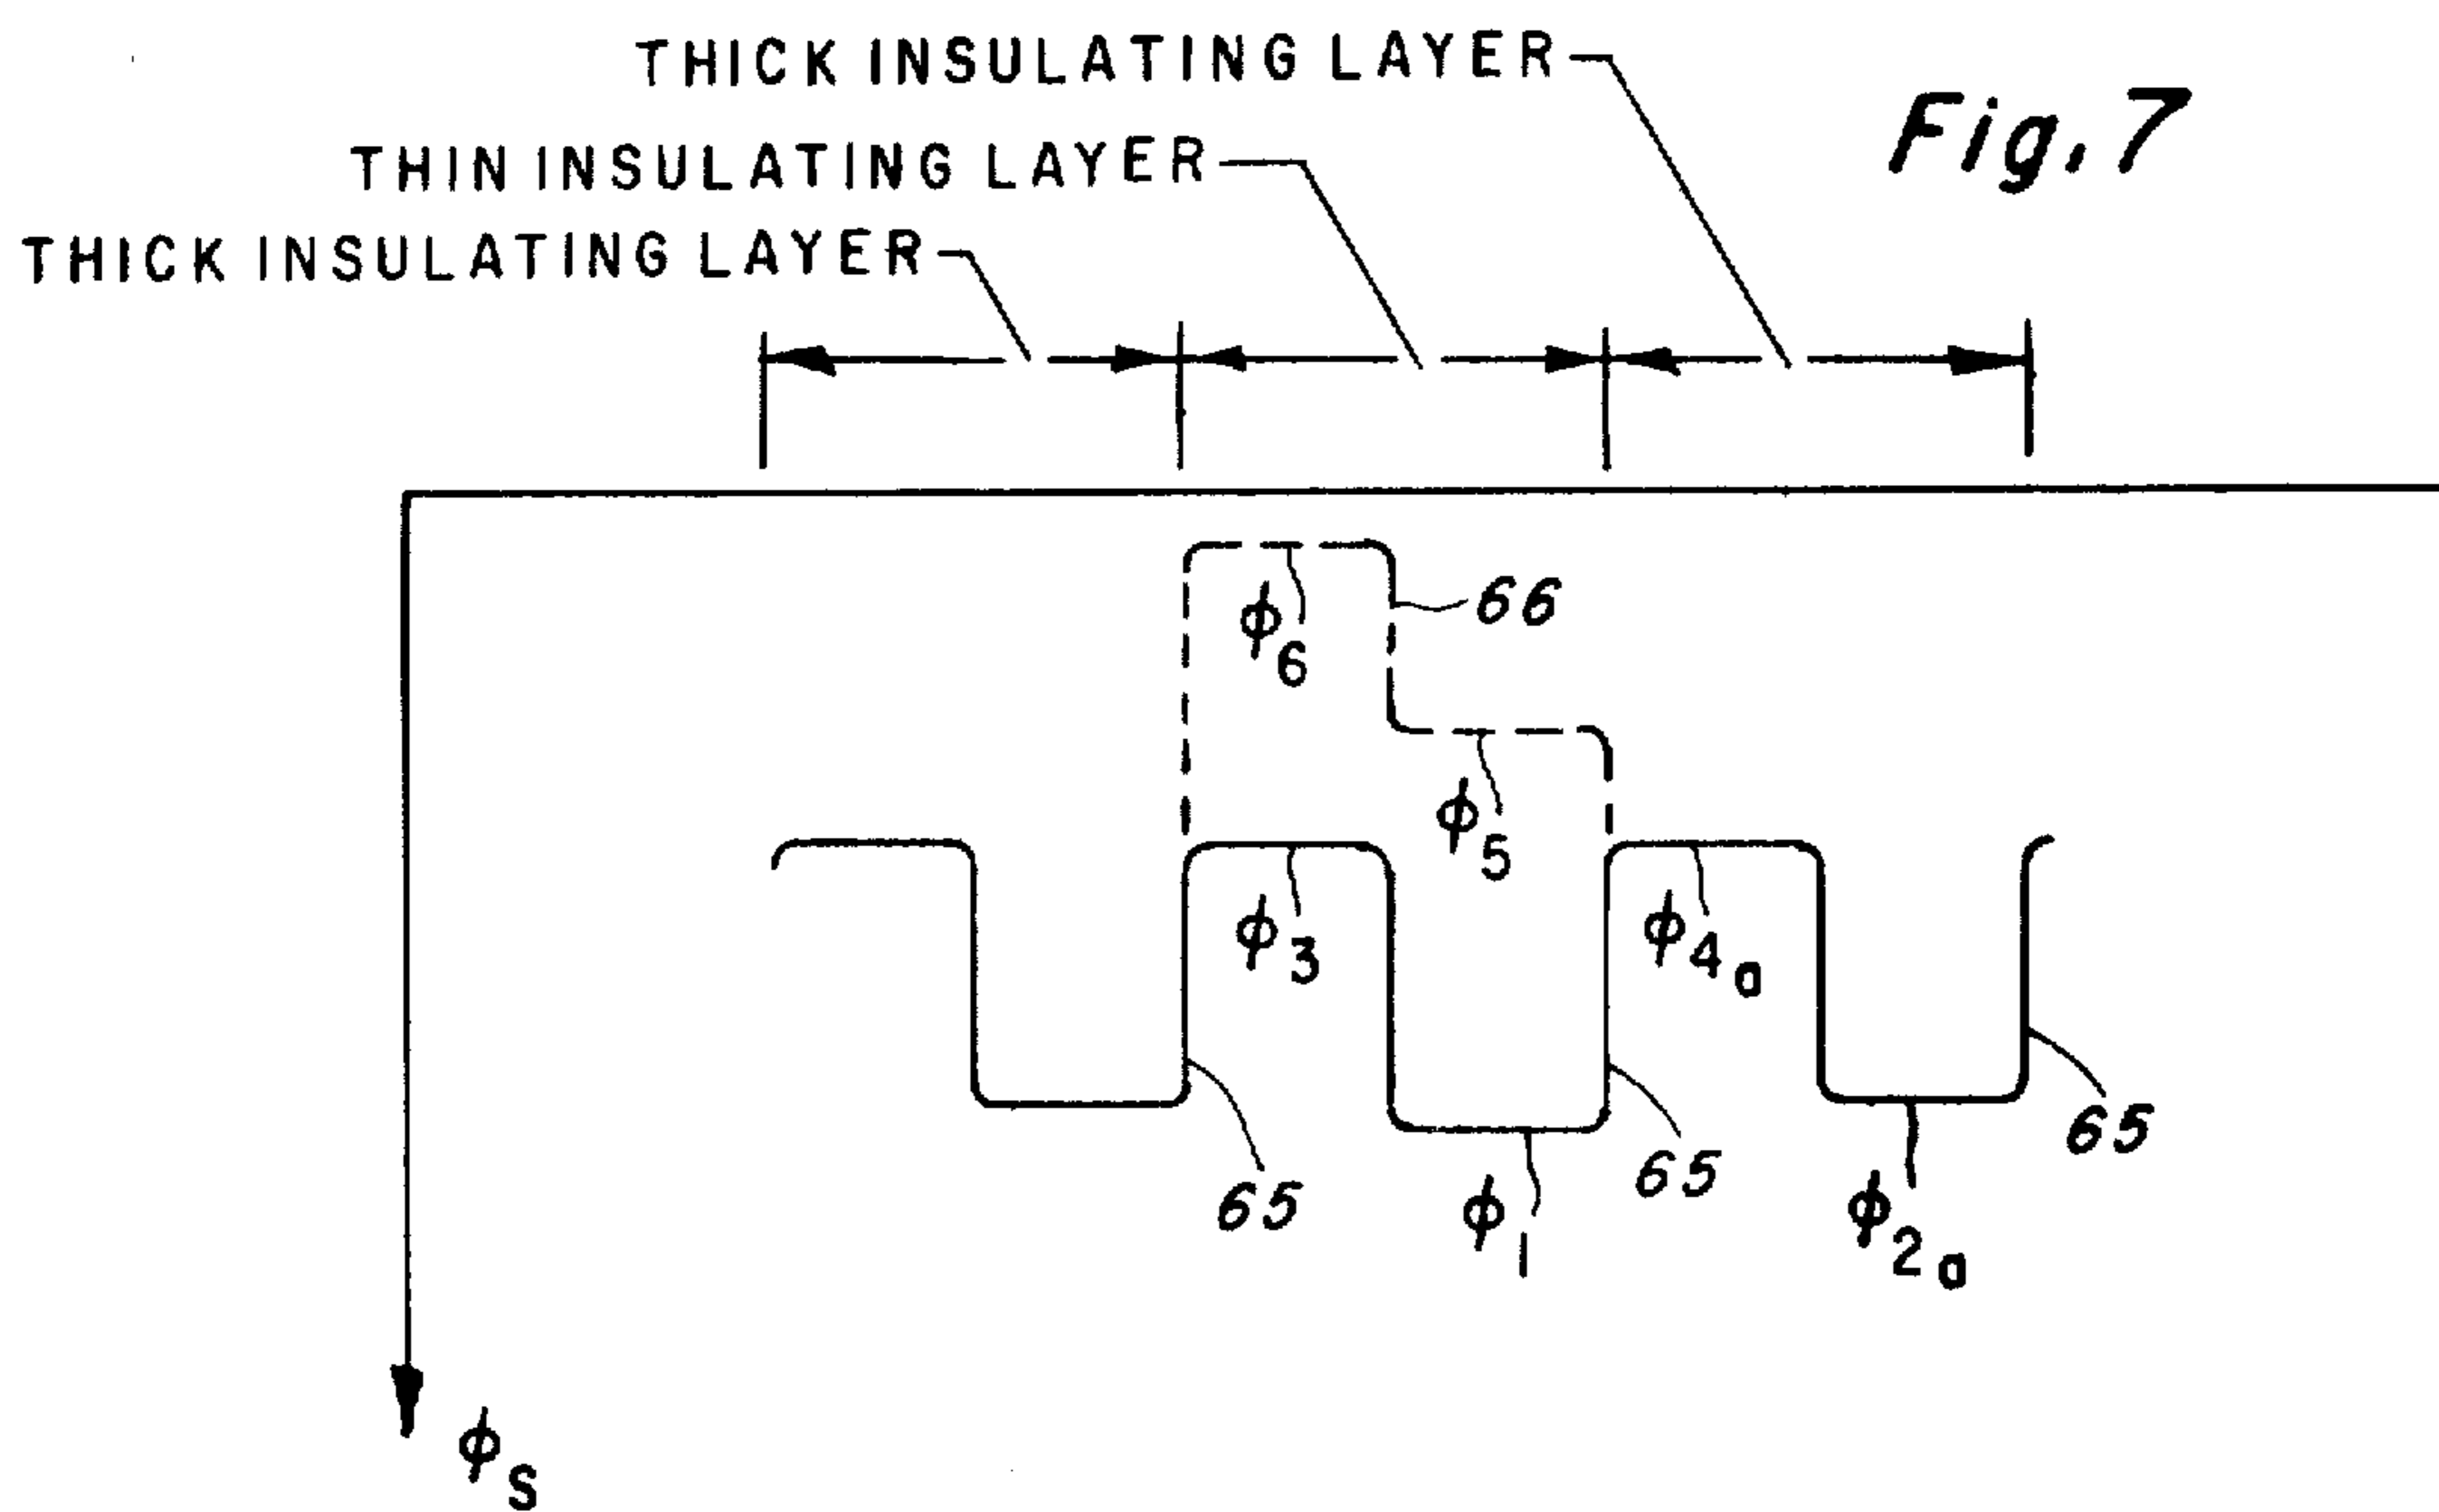 THICK INSULATING LAYER
Fig. 7
THIN INSULATING LAYER
THICK INSULATING LAYER
66
ϕ6
ϕ5
ϕ3
ϕ4a
65
65
65
ϕ1
ϕ2a
ϕS